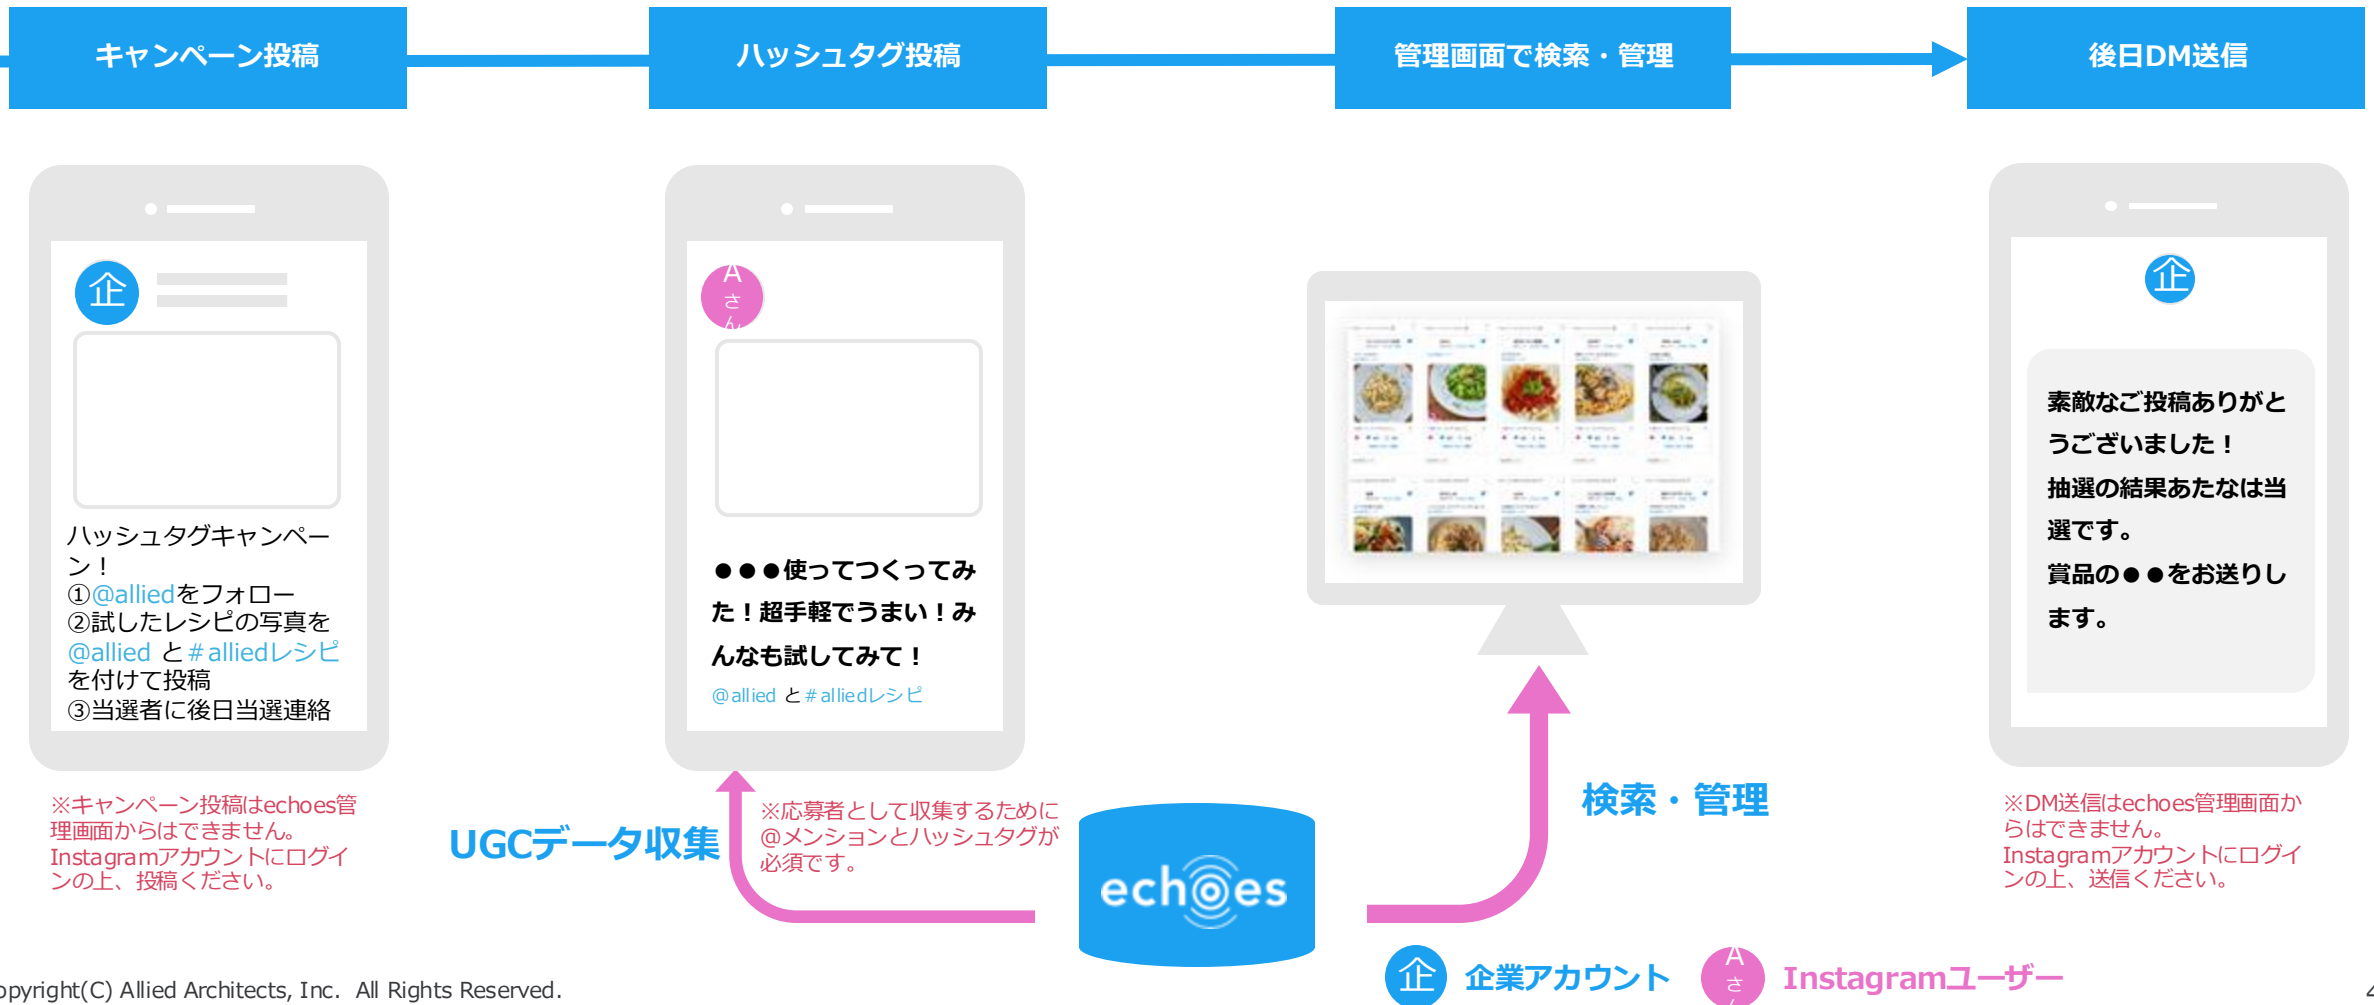 キャンペーン投稿
ハッシュタグ投稿
管理画面で検索・管理
後日DM送信
企
ハッシュタグキャンペー
ン！
①@alliedをフォロー
②試したレシピの写真を
@allied と#alliedレシピ
を付けて投稿
③当選者に後日当選連絡
※キャンペーン投稿はechoes管
理画面からはできません。
Instagramアカウントにログイ
ンの上、投稿ください。
A
さ
ん
●●●使ってつくってみ
た！超手軽でうまい！み
んなも試してみて！
@allied と#alliedレシピ
UGCデータ収集
※応募者として収集するために
@メンションとハッシュタグが
必須です。
echoes
検索・管理
企
素敵なご投稿ありがと
うございました！
抽選の結果あたなは当
選です。
賞品の●●をお送りし
ます。
※DM送信はechoes管理画面か
らはできません。
Instagramアカウントにログイ
ンの上、送信ください。
企
企業アカウント
A
さ
ん
Instagramユーザー
opyright(C) Allied Architects, Inc. All Rights Reserved.